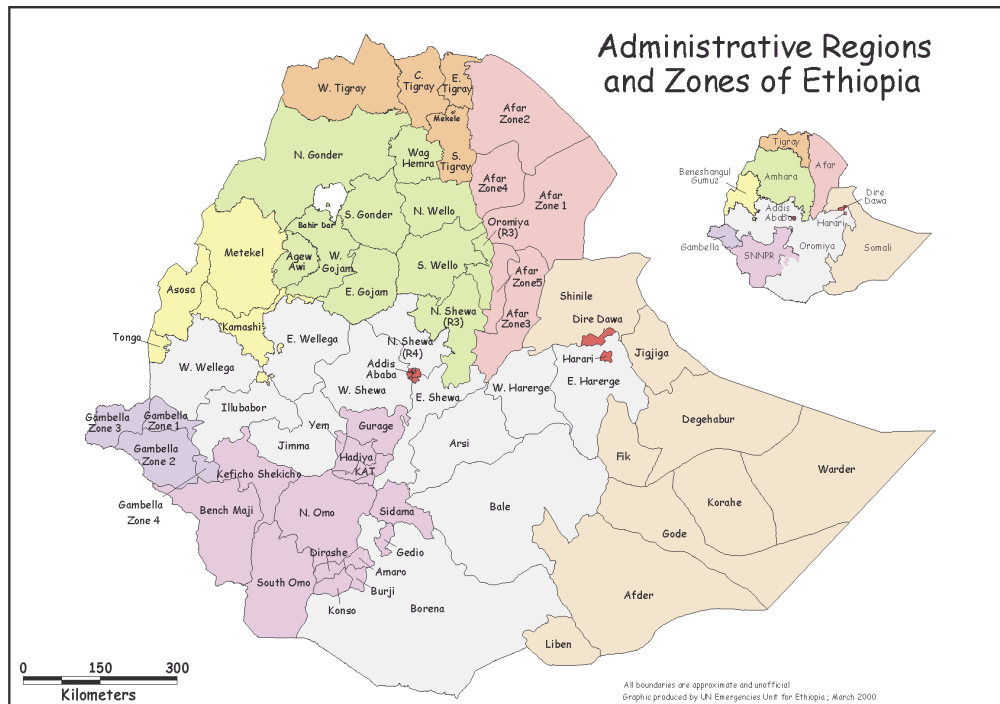 Administrative Regions
and Zones of Ethiopia
W. Tigray
C.
Tigray
E.
Tigray
Mekele
S.
Tigray
Afar
Zone2
N. Gonder
Wag
Hemra
Afar
Zone4
Afar
Zone 1
Bahir Dar
S. Gonder
N. Wello
Oromiya
(R3)
Metekel
Agew
Awi
W.
Gojam
S. Wello
Afar
Zone5
Asosa
E. Gojam
Shinile
Kamashi
N. Shewa
(R3)
Afar
Zone3
Dire Dawa
Tongo
E. Wellega
N. Shewa
(R4)
Jigjiga
W. Wellega
Addis
Ababa
Harari
W. Shewa
E. Shewa
W. Harerge
E. Harerge
Gambella
Zone 3
Gambella
Zone 1
Illubabor
Yem
Gurage
Degehabur
Gambella
Zone 2
Jimma
Hadiya
KAT
Arsi
Fik
Warder
Keficho Shekicho
Gambella
Zone 4
Bench Maji
N. Omo
Sidama
Bale
Korahe
Gode
Dirashe
Gedio
South Omo
Amaro
Burji
Konso
Borena
Afder
Liben
Tigray
Afar
Beneshangul
Gumuz
Amhara
Dire
Dawa
Addis
Ababa
Harari
Gambella
SNNPR
Oromiya
Somali
0 150 300
Kilometers
All boundaries are approximate and unofficial
Graphic produced by UN Emergencies Unit for Ethiopia ; March 2000